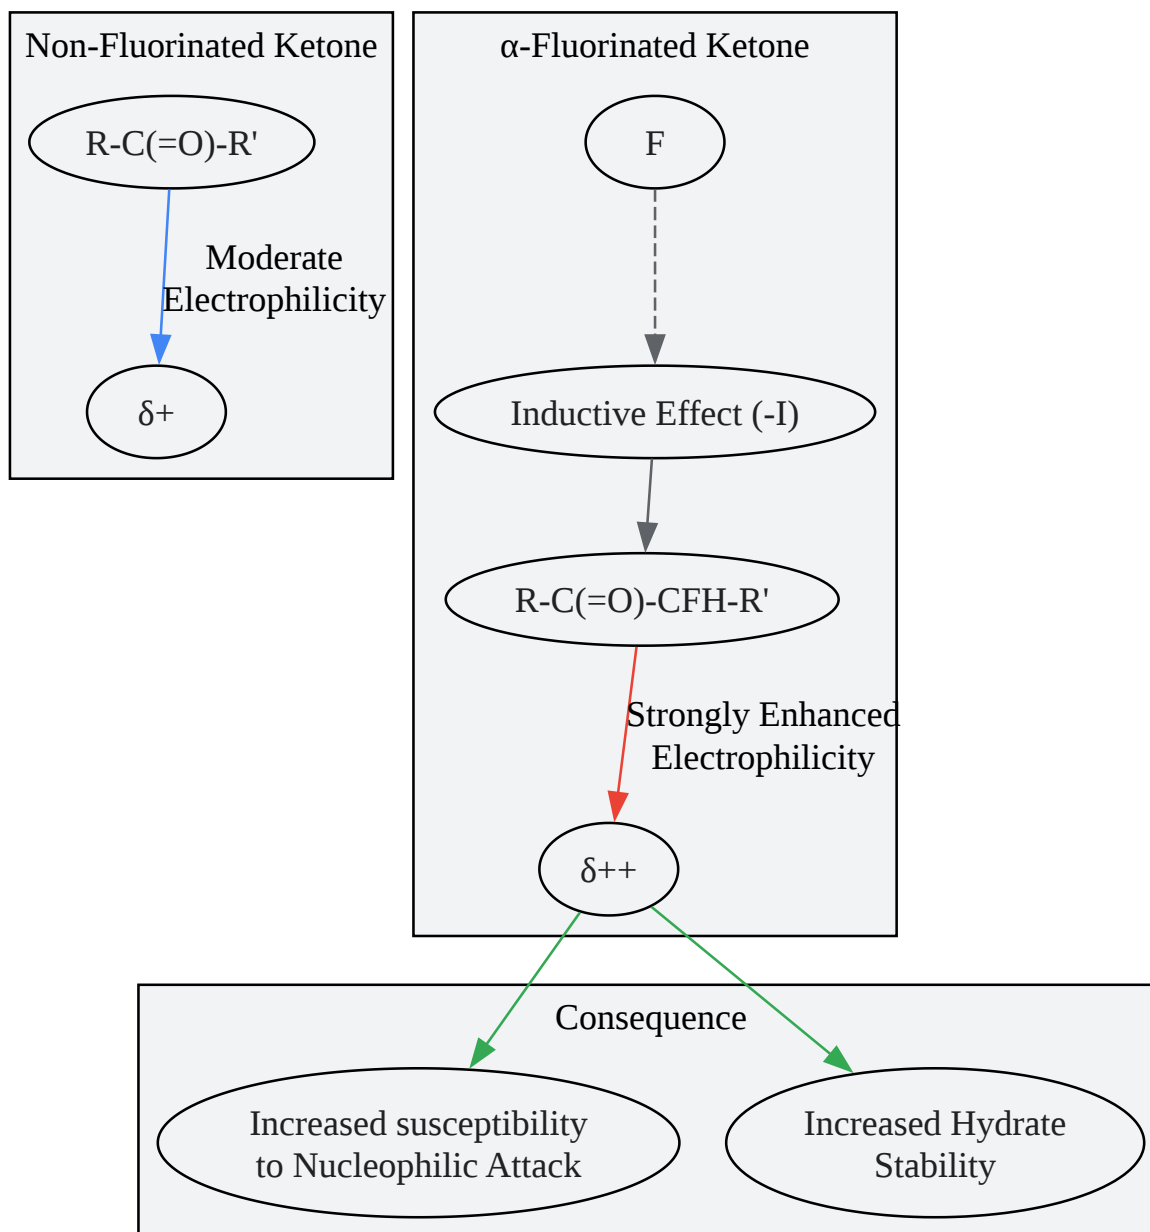 Non-Fluorinated Ketone
R-C(=O)-R'
Moderate
Electrophilicity
δ+
α-Fluorinated Ketone
F
Inductive Effect (-I)
R-C(=O)-CFH-R'
Strongly Enhanced
Electrophilicity
δ++
Consequence
Increased susceptibility
to Nucleophilic Attack
Increased Hydrate
Stability